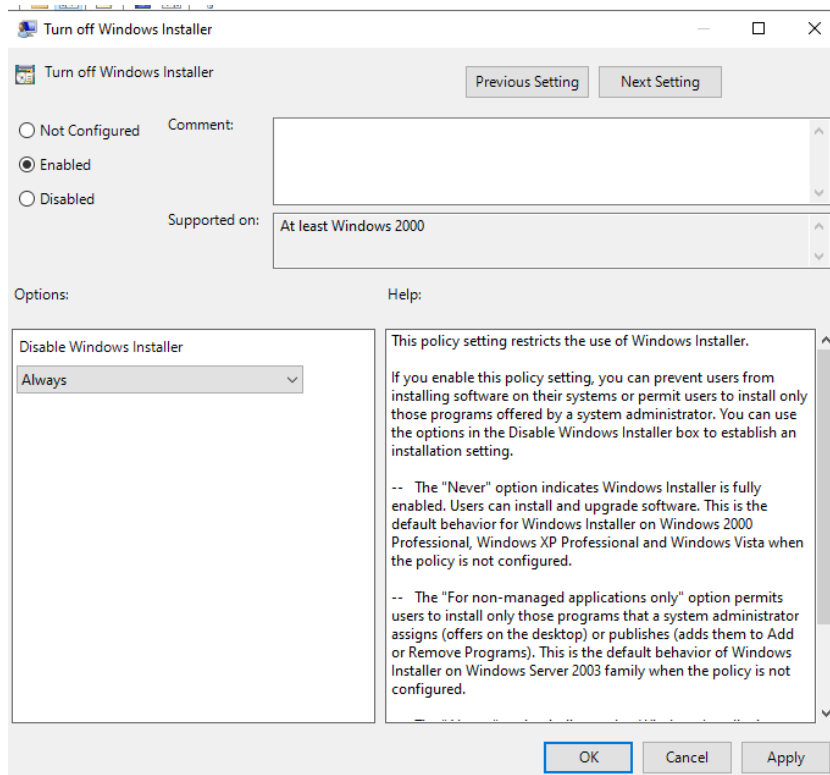 Turn off Windows Installer
Turn off Windows Installer
Previous Setting
Next Setting
Not Configured
Comment:
Enabled
Disabled
Supported on:
At least Windows 2000
Options:
Help:
Disable Windows Installer
Always
This policy setting restricts the use of Windows Installer.
If you enable this policy setting, you can prevent users from
installing software on their systems or permit users to install only
those programs offered by a system administrator. You can use
the options in the Disable Windows Installer box to establish an
installation setting.
-- The "Never" option indicates Windows Installer is fully
enabled. Users can install and upgrade software. This is the
default behavior for Windows Installer on Windows 2000
Professional, Windows XP Professional and Windows Vista when
the policy is not configured.
-- The "For non-managed applications only" option permits
users to install only those programs that a system administrator
assigns (offers on the desktop) or publishes (adds them to Add
or Remove Programs). This is the default behavior of Windows
Installer on Windows Server 2003 family when the policy is not
configured.
OK
Cancel
Apply